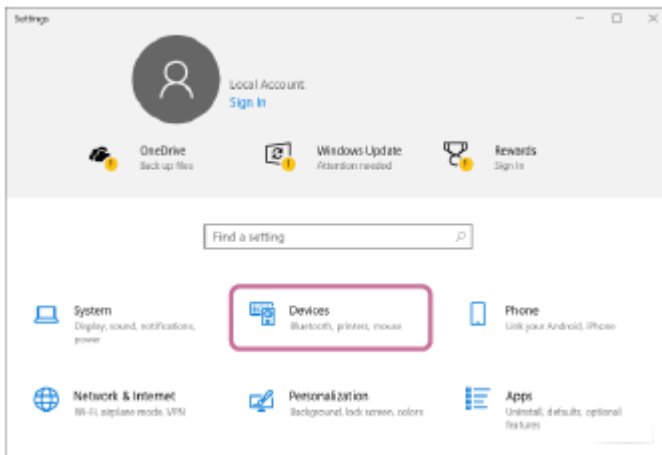 Settings
Local Account
Sign In
OneDrive
Back up files
Windows Update
Attention needed
Rewards
Sign In
Find a setting
System
Display, sound, notifications,
power
Devices
Bluetooth, printers, mouse
Phone
Link your Android, iPhone
Network & Internet
Wi-Fi, airplane mode, VPN
Personalization
Background, lock screen, colors
Apps
Uninstall, defaults, optional
features